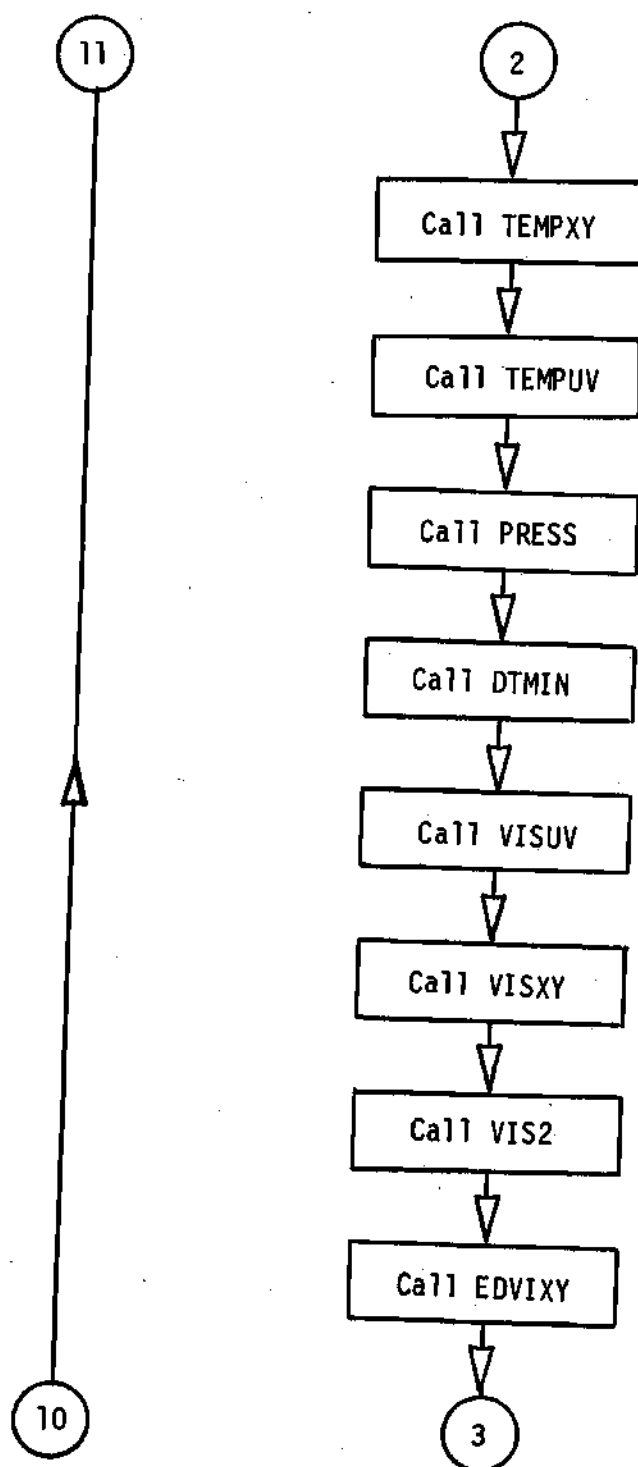 11
2
Call TEMPXY
Call TEMPUV
Call PRESS
Call DTMIN
Call VISUV
Call VISXY
Call VIS2
Call EDVIXY
10
3